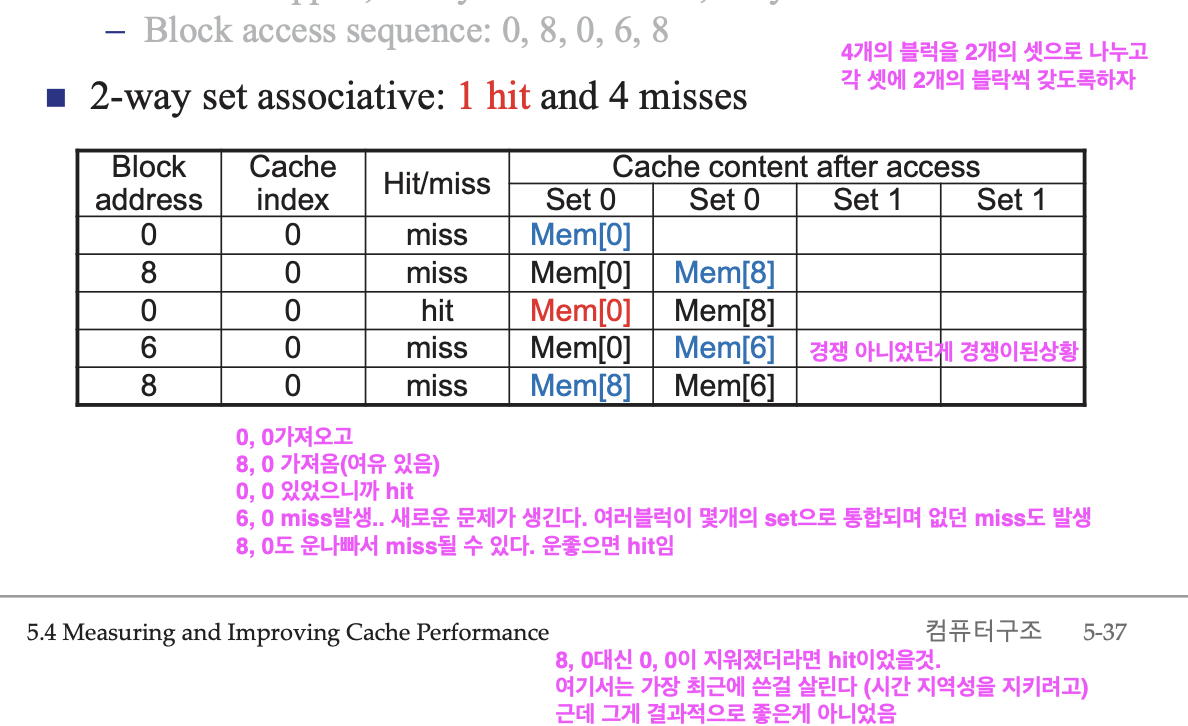 – Block access sequence: 0, 8, 0, 6, 8
4개의 블럭을 2개의 셋으로 나누고
각 셋에 2개의 블락씩 갖도록하자
■ 2-way set associative: 1 hit and 4 misses
Block address Cache index Hit/miss Cache content after access
Set 0 Set 0 Set 1 Set 1
0 0 miss Mem[0]
8 0 miss Mem[0] Mem[8]
0 0 hit Mem[0] Mem[8]
6 0 miss Mem[0] Mem[6] 경쟁 아니었던게 경쟁이된상황
8 0 miss Mem[8] Mem[6]
0, 0가져오고
8, 0 가져옴(여유 있음)
0, 0 있었으니까 hit
6, 0 miss발생.. 새로운 문제가 생긴다. 여러블럭이 몇개의 set으로 통합되며 없던 miss도 발생
8, 0도 운나빠서 miss될 수 있다. 운좋으면 hit임
5.4 Measuring and Improving Cache Performance 컴퓨터구조 5-37
8, 0대신 0, 0이 지워졌더라면 hit이었을것.
여기서는 가장 최근에 쓴걸 살린다 (시간 지역성을 지키려고)
근데 그게 결과적으로 좋은게 아니었음